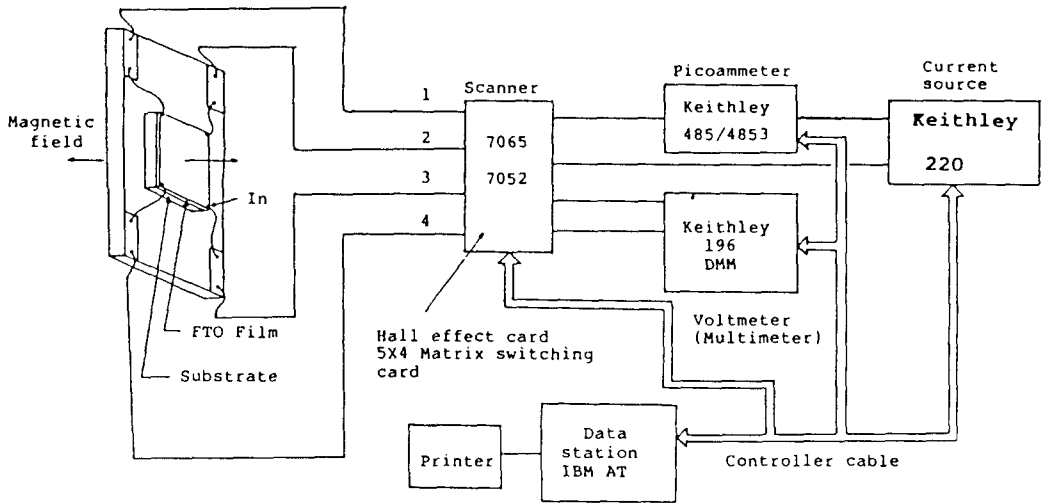 Magnetic
field
In
FTO Film
Substrate
1
2
3
4
Scanner
7065
7052
Hall effect card
5X4 Matrix switching
card
Picoammeter
Keithley
485/4853
Current
source
Keithley
220
Keithley
196
DMM
Voltmeter
(Multimeter)
Printer
Data
station
IBM AT
Controller cable